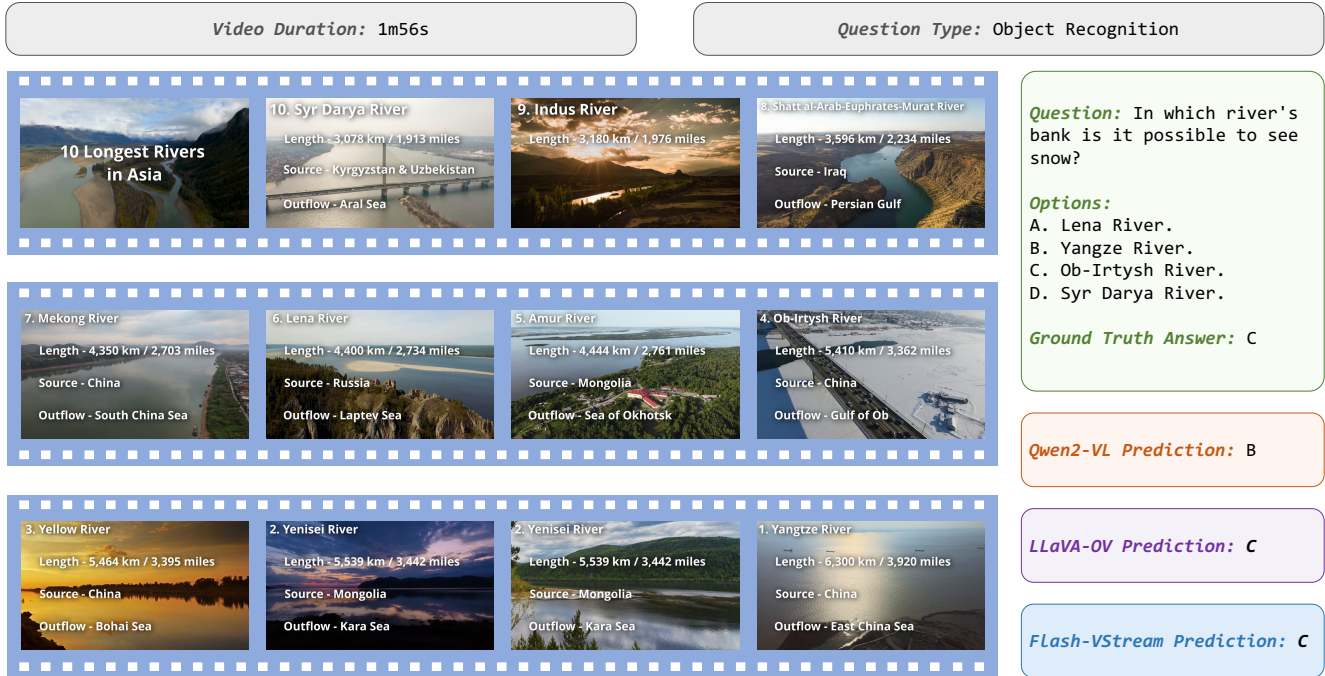 Video Duration: 1m56s
Question Type: Object Recognition
10 Longest Rivers
in Asia
10. Syr Darya River
Length - 3,078 km / 1,913 miles
Source - Kyrgyzstan & Uzbekistan
Outflow - Aral Sea
9. Indus River
Length - 3,180 km / 1,976 miles
8. Shatt al-Arab-Euphrates-Murat River
Length - 3,596 km / 2,234 miles
Source - Iraq
Outflow - Persian Gulf
7. Mekong River
Length - 4,350 km / 2,703 miles
Source - China
Outflow - South China Sea
6. Lena River
Length - 4,400 km / 2,734 miles
Source - Russia
Outflow - Laptev Sea
5. Amur River
Length - 4,444 km / 2,761 miles
Source - Mongolia
Outflow - Sea of Okhotsk
4. Ob-Irtysh River
Length - 5,410 km / 3,362 miles
Source - China
Outflow - Gulf of Ob
3. Yellow River
Length - 5,464 km / 3,395 miles
Source - China
Outflow - Bohai Sea
2. Yenisei River
Length - 5,539 km / 3,442 miles
Source - Mongolia
Outflow - Kara Sea
2. Yenisei River
Length - 5,539 km / 3,442 miles
Source - Mongolia
Outflow - Kara Sea
1. Yangtze River
Length - 6,300 km / 3,920 miles
Source - China
Outflow - East China Sea
Question: In which river's
bank is it possible to see
snow?
Options:
A. Lena River.
B. Yangze River.
C. Ob-Irtysh River.
D. Syr Darya River.
Ground Truth Answer: C
Qwen2-VL Prediction: B
LLaVA-OV Prediction: C
Flash-VStream Prediction: C